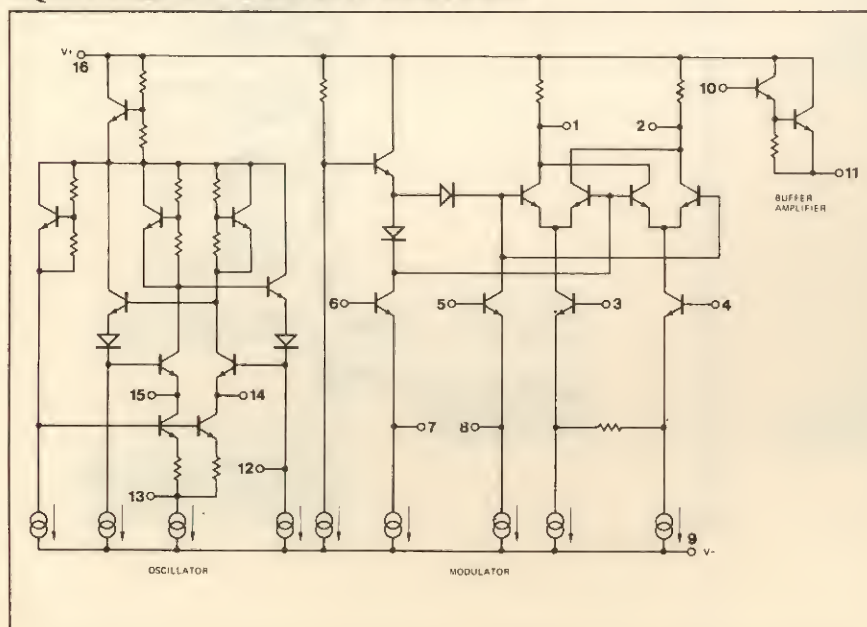 V+
16
10
1
2
11
BUFFER
AMPLIFIER
6
5
3
4
15
14
7
8
12
13
9
V-
OSCILLATOR
MODULATOR